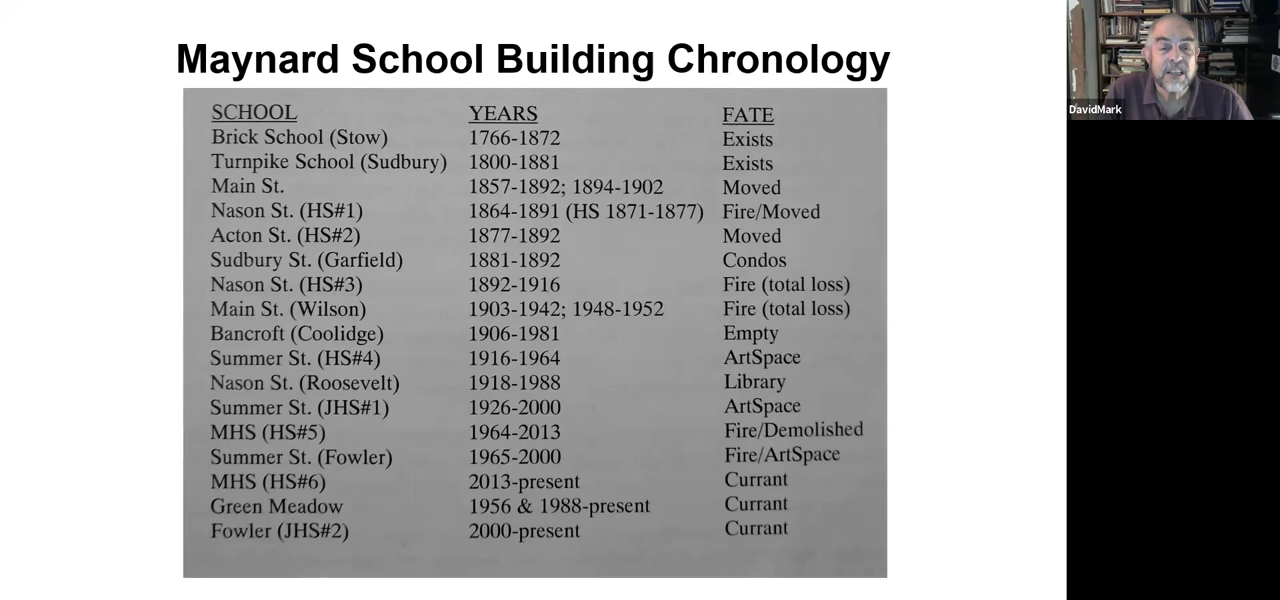 Maynard School Building Chronology
SCHOOL YEARS FATE
Brick School (Stow) 1766-1872 Exists
Turnpike School (Sudbury) 1800-1881 Exists
Main St. 1857-1892; 1894-1902 Moved
Nason St. (HS#1) 1864-1891 (HS 1871-1877) Fire/Moved
Acton St. (HS#2) 1877-1892 Moved
Sudbury St. (Garfield) 1881-1892 Condos
Nason St. (HS#3) 1892-1916 Fire (total loss)
Main St. (Wilson) 1903-1942; 1948-1952 Fire (total loss)
Bancroft (Coolidge) 1906-1981 Empty
Summer St. (HS#4) 1916-1964 ArtSpace
Nason St. (Roosevelt) 1918-1988 Library
Summer St. (JHS#1) 1926-2000 ArtSpace
MHS (HS#5) 1964-2013 Fire/Demolished
Summer St. (Fowler) 1965-2000 Fire/ArtSpace
MHS (HS#6) 2013-present Currant
Green Meadow 1956 & 1988-present Currant
Fowler (JHS#2) 2000-present Currant
DavidMark